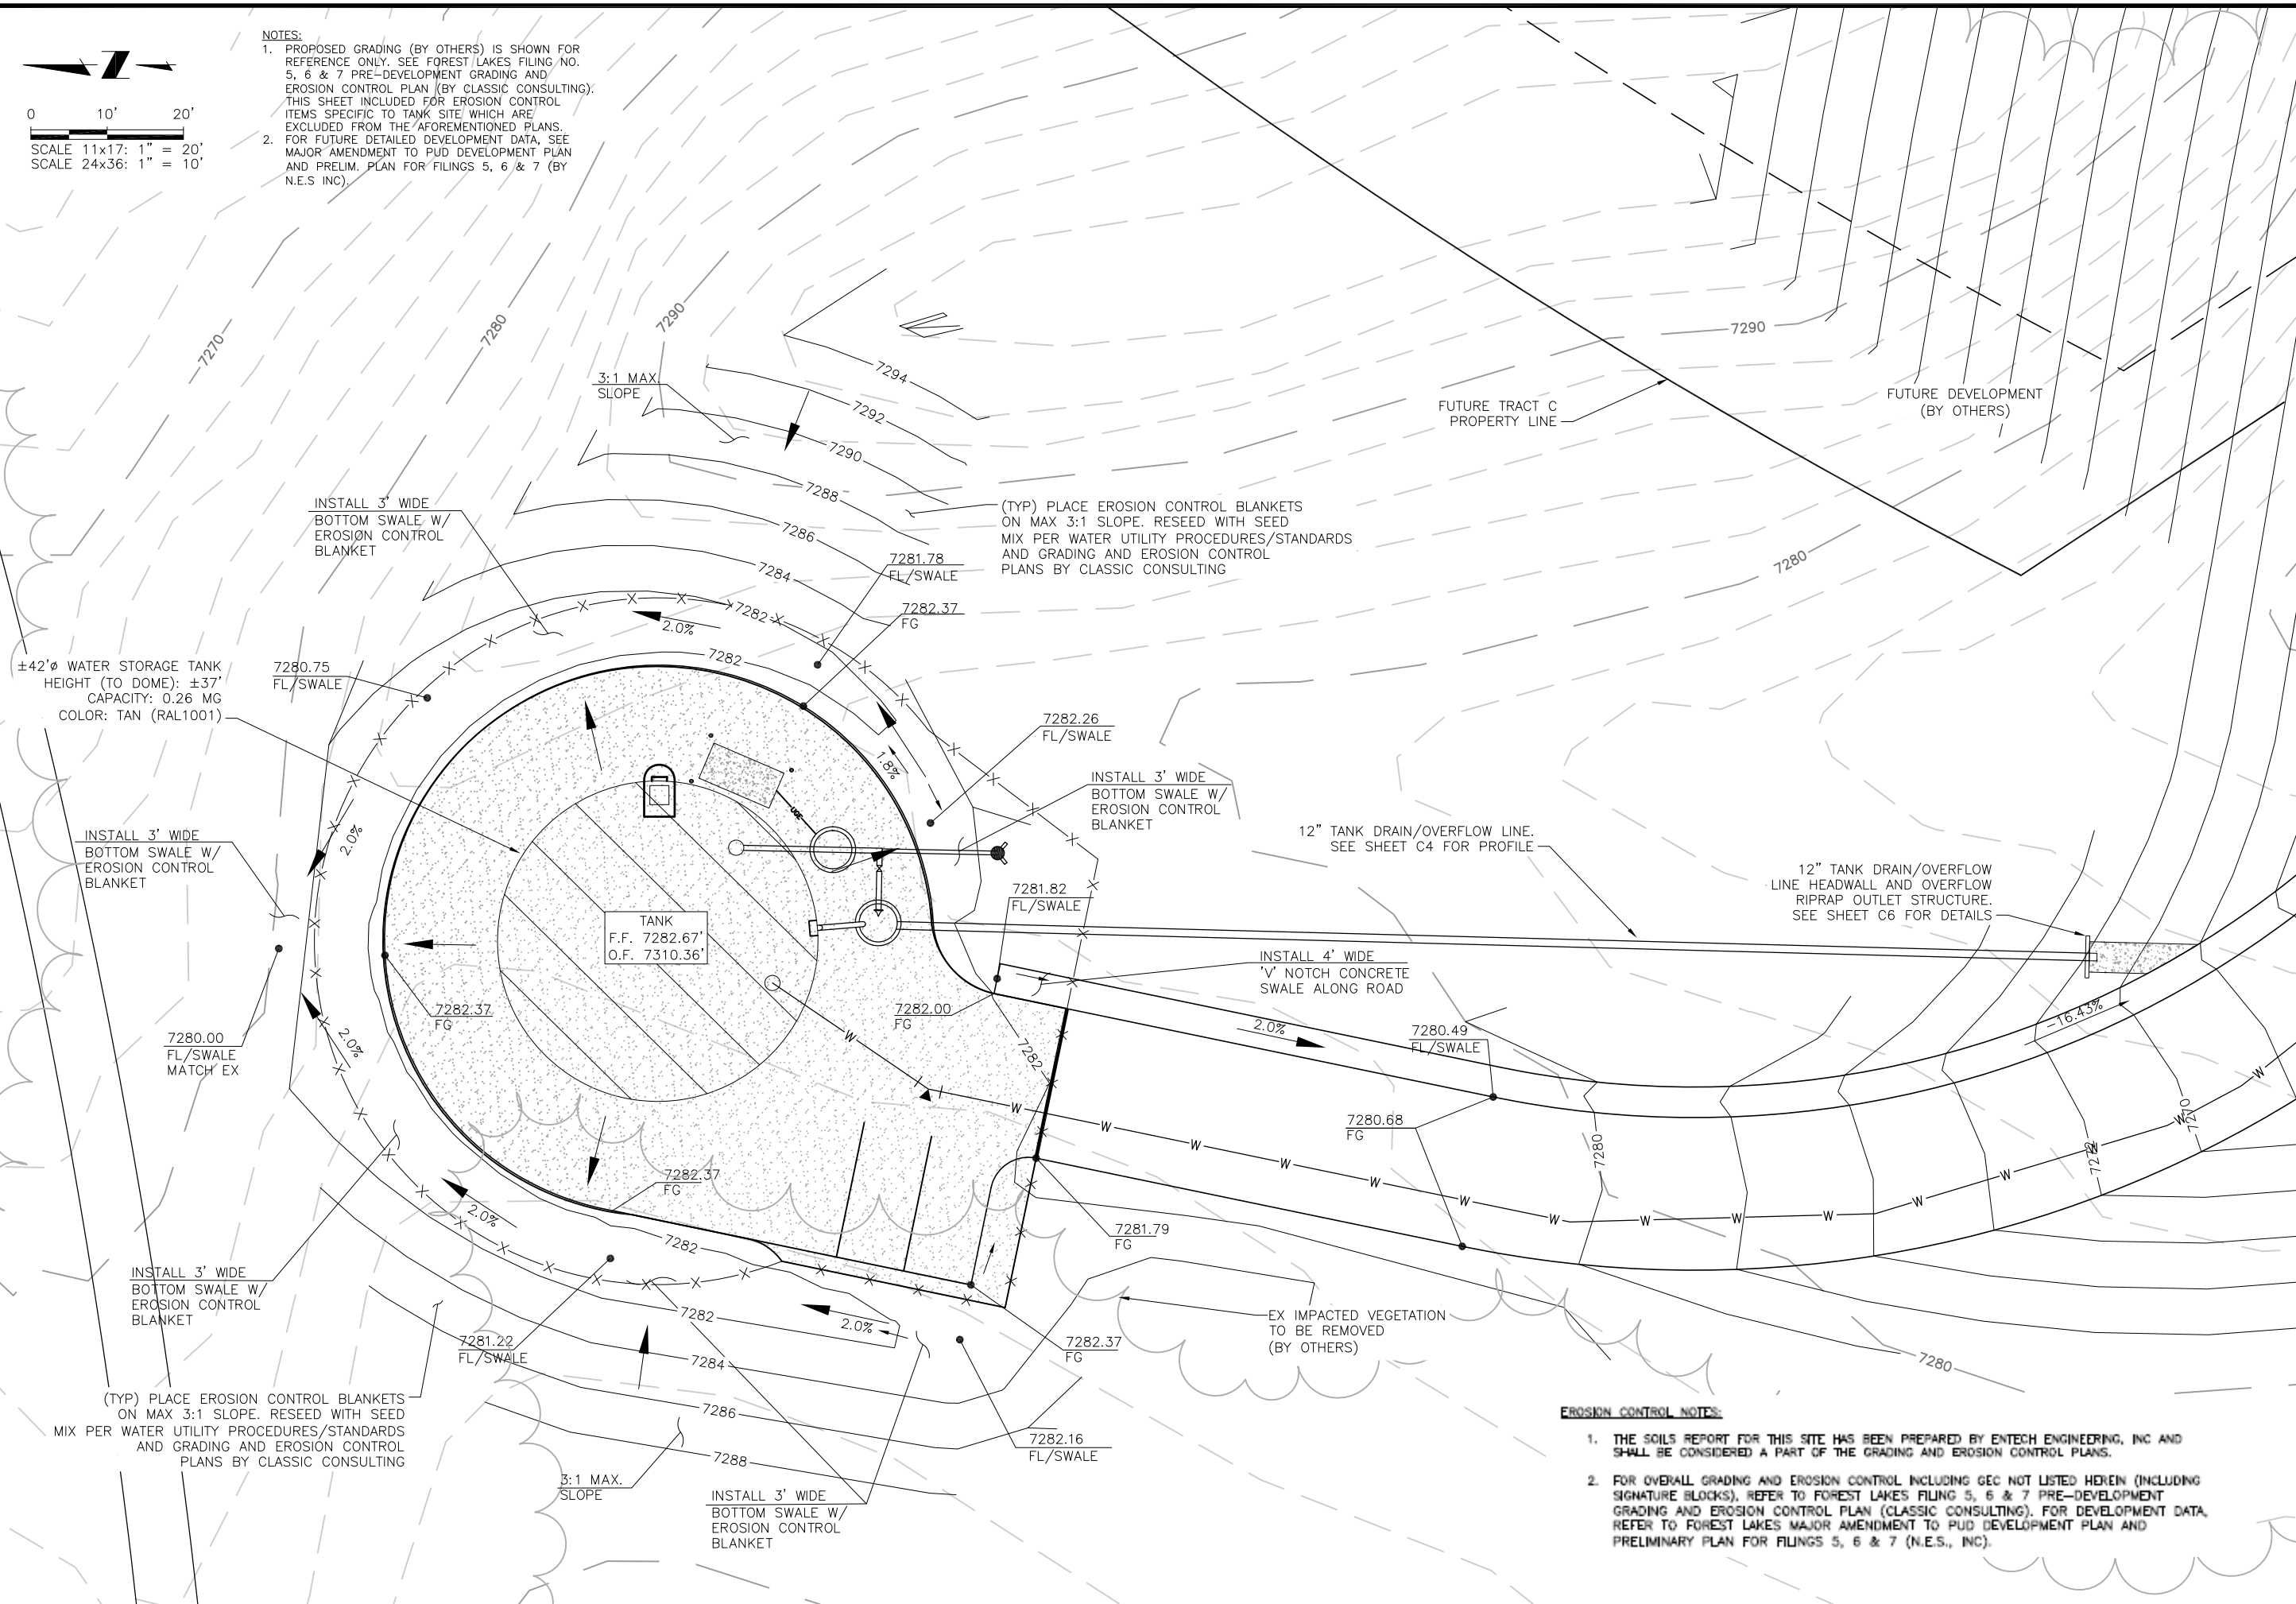 NOTES:
1. PROPOSED GRADING (BY OTHERS) IS SHOWN FOR
REFERENCE ONLY. SEE FOREST LAKES FILING NO.
5, 6 & 7 PRE-DEVELOPMENT GRADING AND
EROSION CONTROL PLAN (BY CLASSIC CONSULTING).
THIS SHEET INCLUDED FOR EROSION CONTROL
ITEMS SPECIFIC TO TANK SITE WHICH ARE
EXCLUDED FROM THE AFOREMENTIONED PLANS.
2. FOR FUTURE DETAILED DEVELOPMENT DATA, SEE
MAJOR AMENDMENT TO PUD DEVELOPMENT PLAN
AND PRELIM. PLAN FOR FILINGS 5, 6 & 7 (BY
N.E.S INC).
Z
0 10' 20'
SCALE 11x17: 1" = 20'
SCALE 24x36: 1" = 10'
7270
7280
7290
7290
7280
3:1 MAX.
SLOPE
7294
7292
7290
7288
7286
7284
7282
7282
FUTURE TRACT C
PROPERTY LINE
FUTURE DEVELOPMENT
(BY OTHERS)
INSTALL 3' WIDE
BOTTOM SWALE W/
EROSION CONTROL
BLANKET
(TYP) PLACE EROSION CONTROL BLANKETS
ON MAX 3:1 SLOPE. RESEED WITH SEED
MIX PER WATER UTILITY PROCEDURES/STANDARDS
AND GRADING AND EROSION CONTROL
PLANS BY CLASSIC CONSULTING
7281.78
FL/SWALE
7282.37
FG
2.0%
±42'ø WATER STORAGE TANK
HEIGHT (TO DOME): ±37'
CAPACITY: 0.26 MG
COLOR: TAN (RAL1001)
7280.75
FL/SWALE
7282.26
FL/SWALE
1.8%
INSTALL 3' WIDE
BOTTOM SWALE W/
EROSION CONTROL
BLANKET
INSTALL 3' WIDE
BOTTOM SWALE W/
EROSION CONTROL
BLANKET
2.0%
12" TANK DRAIN/OVERFLOW LINE.
SEE SHEET C4 FOR PROFILE
12" TANK DRAIN/OVERFLOW
LINE HEADWALL AND OVERFLOW
RIPRAP OUTLET STRUCTURE.
SEE SHEET C6 FOR DETAILS
7281.82
FL/SWALE
TANK
F.F. 7282.67'
O.F. 7310.36'
INSTALL 4' WIDE
'V' NOTCH CONCRETE
SWALE ALONG ROAD
7282.37
FG
7282.00
FG
7282
2.0%
7280.49
FL/SWALE
-16.43%
7280.00
FL/SWALE
MATCH EX
2.0%
7280.68
FG
7280
7272
7270
W W W W W W W W W W W W W W W
7282.37
FG
2.0%
7281.79
FG
7282
INSTALL 3' WIDE
BOTTOM SWALE W/
EROSION CONTROL
BLANKET
7282
2.0%
7281.22
FL/SWALE
7284
7286
7288
7282.37
FG
EX IMPACTED VEGETATION
TO BE REMOVED
(BY OTHERS)
7280
(TYP) PLACE EROSION CONTROL BLANKETS
ON MAX 3:1 SLOPE. RESEED WITH SEED
MIX PER WATER UTILITY PROCEDURES/STANDARDS
AND GRADING AND EROSION CONTROL
PLANS BY CLASSIC CONSULTING
7282.16
FL/SWALE
3:1 MAX.
SLOPE
INSTALL 3' WIDE
BOTTOM SWALE W/
EROSION CONTROL
BLANKET
EROSION CONTROL NOTES:
1. THE SOILS REPORT FOR THIS SITE HAS BEEN PREPARED BY ENTECH ENGINEERING, INC AND
SHALL BE CONSIDERED A PART OF THE GRADING AND EROSION CONTROL PLANS.
2. FOR OVERALL GRADING AND EROSION CONTROL INCLUDING GEC NOT LISTED HEREIN (INCLUDING
SIGNATURE BLOCKS), REFER TO FOREST LAKES FILING 5, 6 & 7 PRE-DEVELOPMENT
GRADING AND EROSION CONTROL PLAN (CLASSIC CONSULTING). FOR DEVELOPMENT DATA,
REFER TO FOREST LAKES MAJOR AMENDMENT TO PUD DEVELOPMENT PLAN AND
PRELIMINARY PLAN FOR FILINGS 5, 6 & 7 (N.E.S., INC).